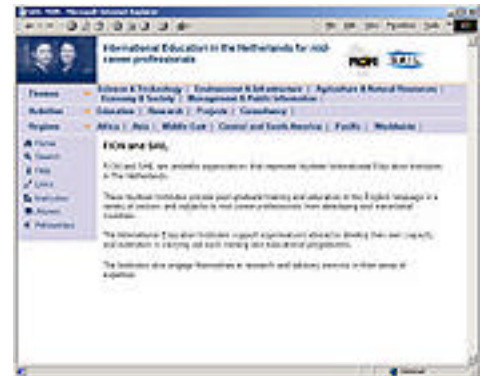 International Education in the Netherlands for mid-
career professionals
Themes
Science & Technology | Environment & Infrastructure | Agriculture & Natural Resources |
Economy & Society | Management & Public Information |
Activities
Education | Research | Projects | Consultancy |
Regions
Africa | Asia | Middle East | Central and South America | Pacific | Worldwide |
Home
Search
FAQ
Links
Institutes
Alumni
Fellowships
FION and SAIL
FION and SAIL are umbrella organisations that represent fourteen International Education Institutes
in The Netherlands.
These fourteen Institutes provide post-graduate training and education in the English language in a
variety of sectors and subjects to mid-career professionals from developing and transitional
countries.
The International Education Institutes support organisations abroad to develop their own capacity
and institution in carrying out such training and educational programmes.
The Institutes also engage themselves in research and advisory services in their areas of
expertise.